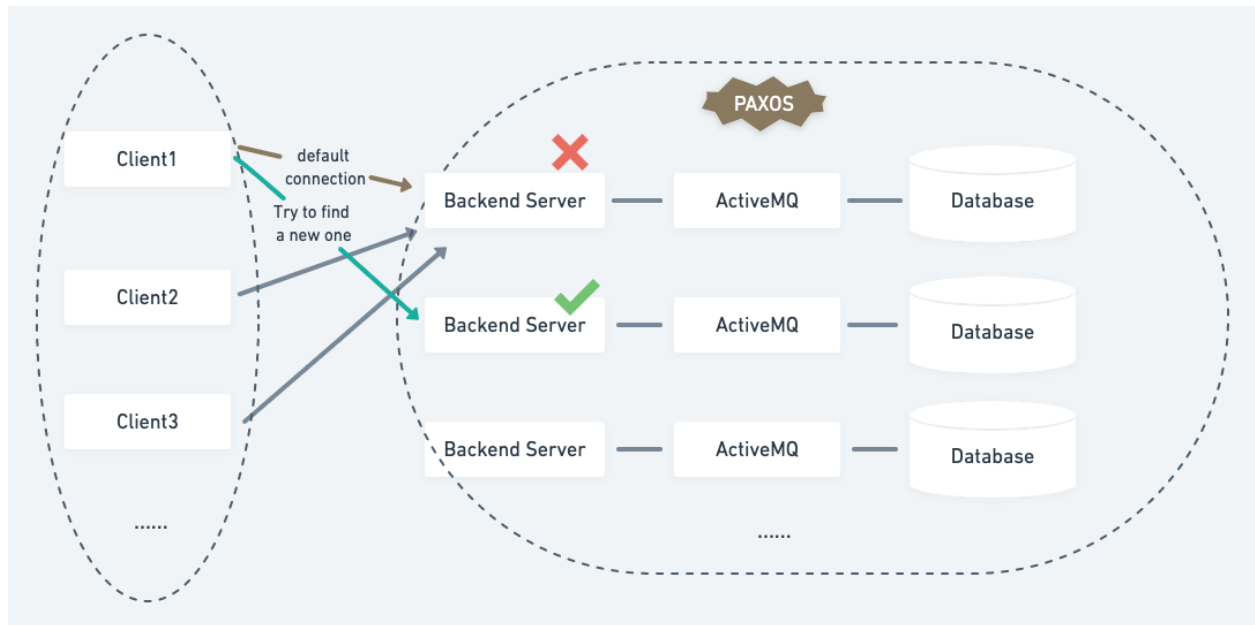 PAXOS
Client1
default
connection
Backend Server
ActiveMQ
Database
Try to find
a new one
Client2
Backend Server
ActiveMQ
Database
Client3
Backend Server
ActiveMQ
Database
......
......